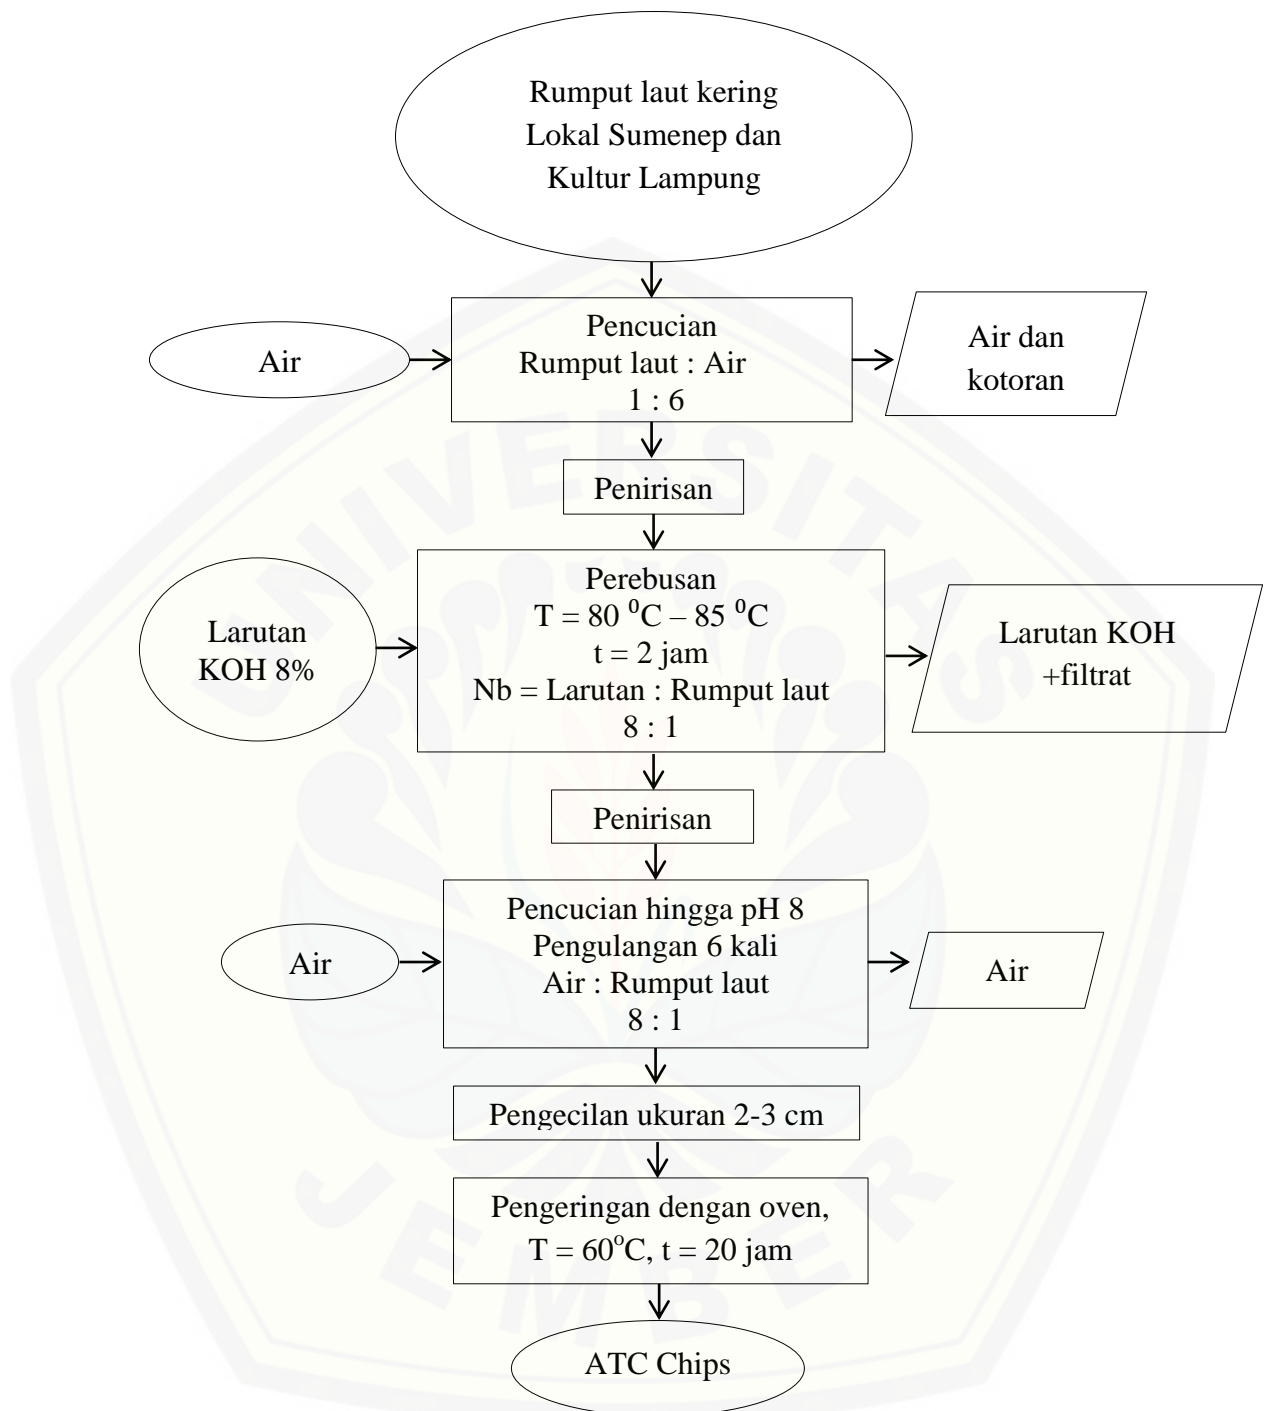 Rumput laut kering
Lokal Sumenep dan
Kultur Lampung
Air
Pencucian
Rumput laut : Air
1 : 6
Air dan
kotoran
Penirisan
Larutan
KOH 8%
Perebusan
T = 80 ⁰C – 85 ⁰C
t = 2 jam
Nb = Larutan : Rumput laut
8 : 1
Larutan KOH
+filtrat
Penirisan
Air
Pencucian hingga pH 8
Pengulangan 6 kali
Air : Rumput laut
8 : 1
Air
Pengecilan ukuran 2-3 cm
Pengeringan dengan oven,
T = 60°C, t = 20 jam
ATC Chips
UNIVERSITAS
JEMBER